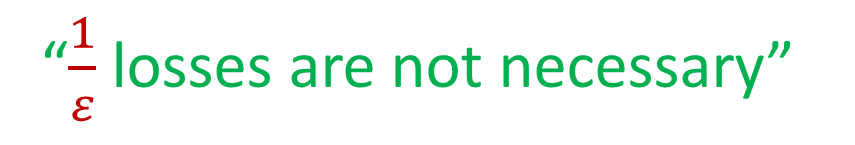 “1/ε losses are not necessary”